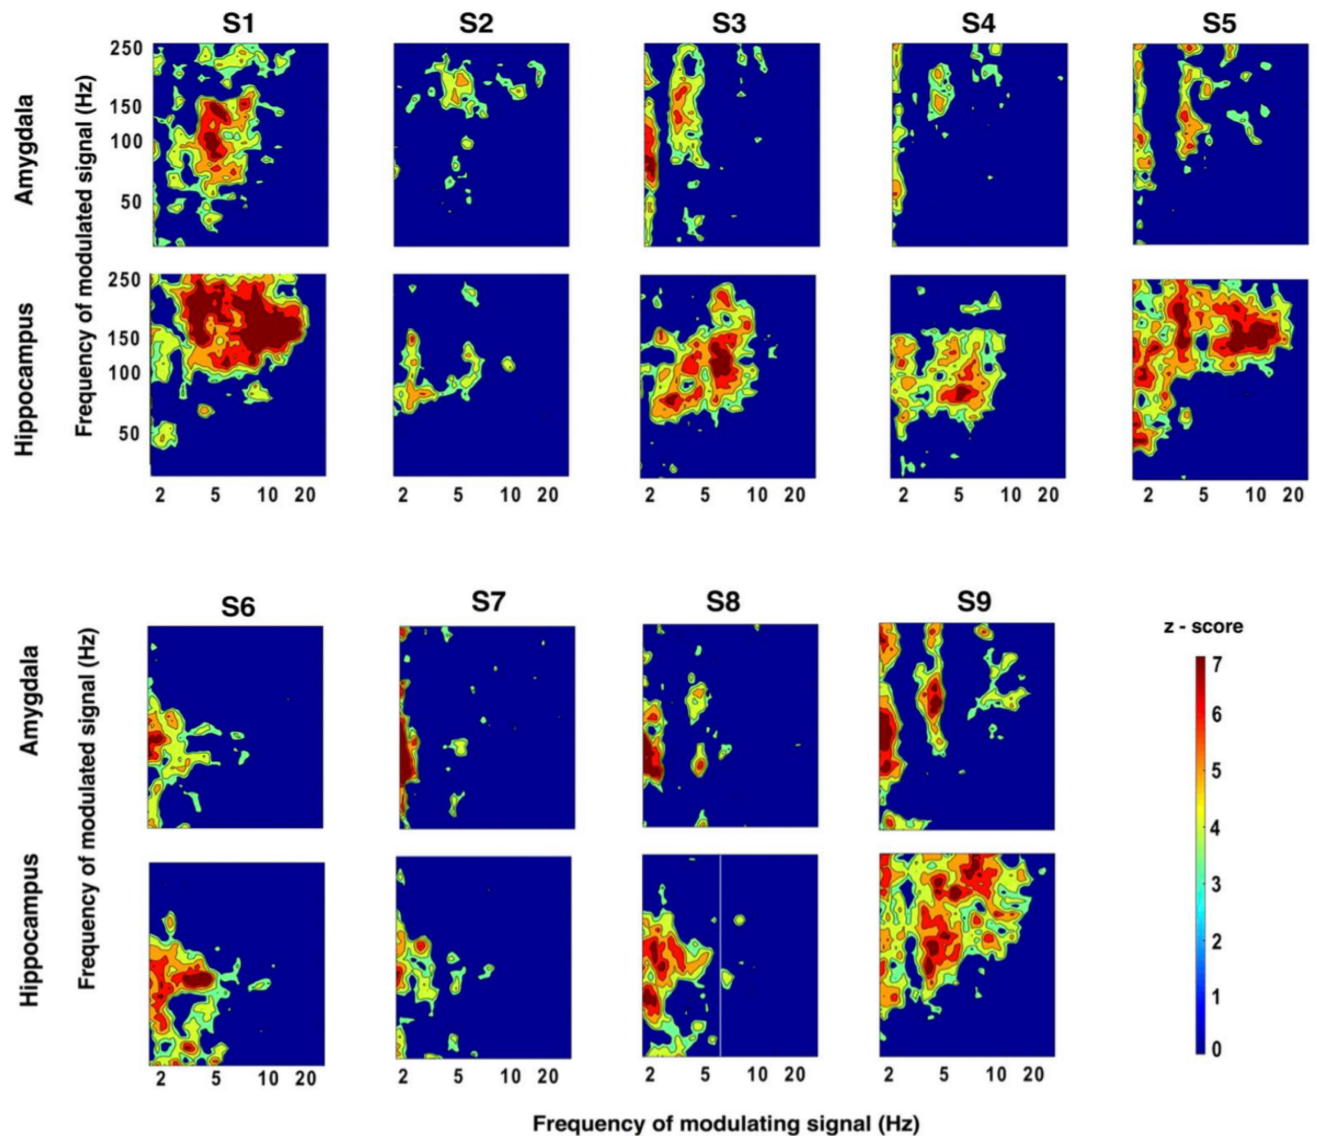 S1 S2 S3 S4 S5
Amygdala
Frequency of modulated signal (Hz)
250
150
100
50
Hippocampus
250
150
100
50
2 5 10 20 2 5 10 20 2 5 10 20 2 5 10 20 2 5 10 20
S6 S7 S8 S9
Amygdala
Frequency of modulated signal (Hz)
Hippocampus
z - score
7
6
5
4
3
2
1
0
2 5 10 20 2 5 10 20 2 5 10 20 2 5 10 20
Frequency of modulating signal (Hz)